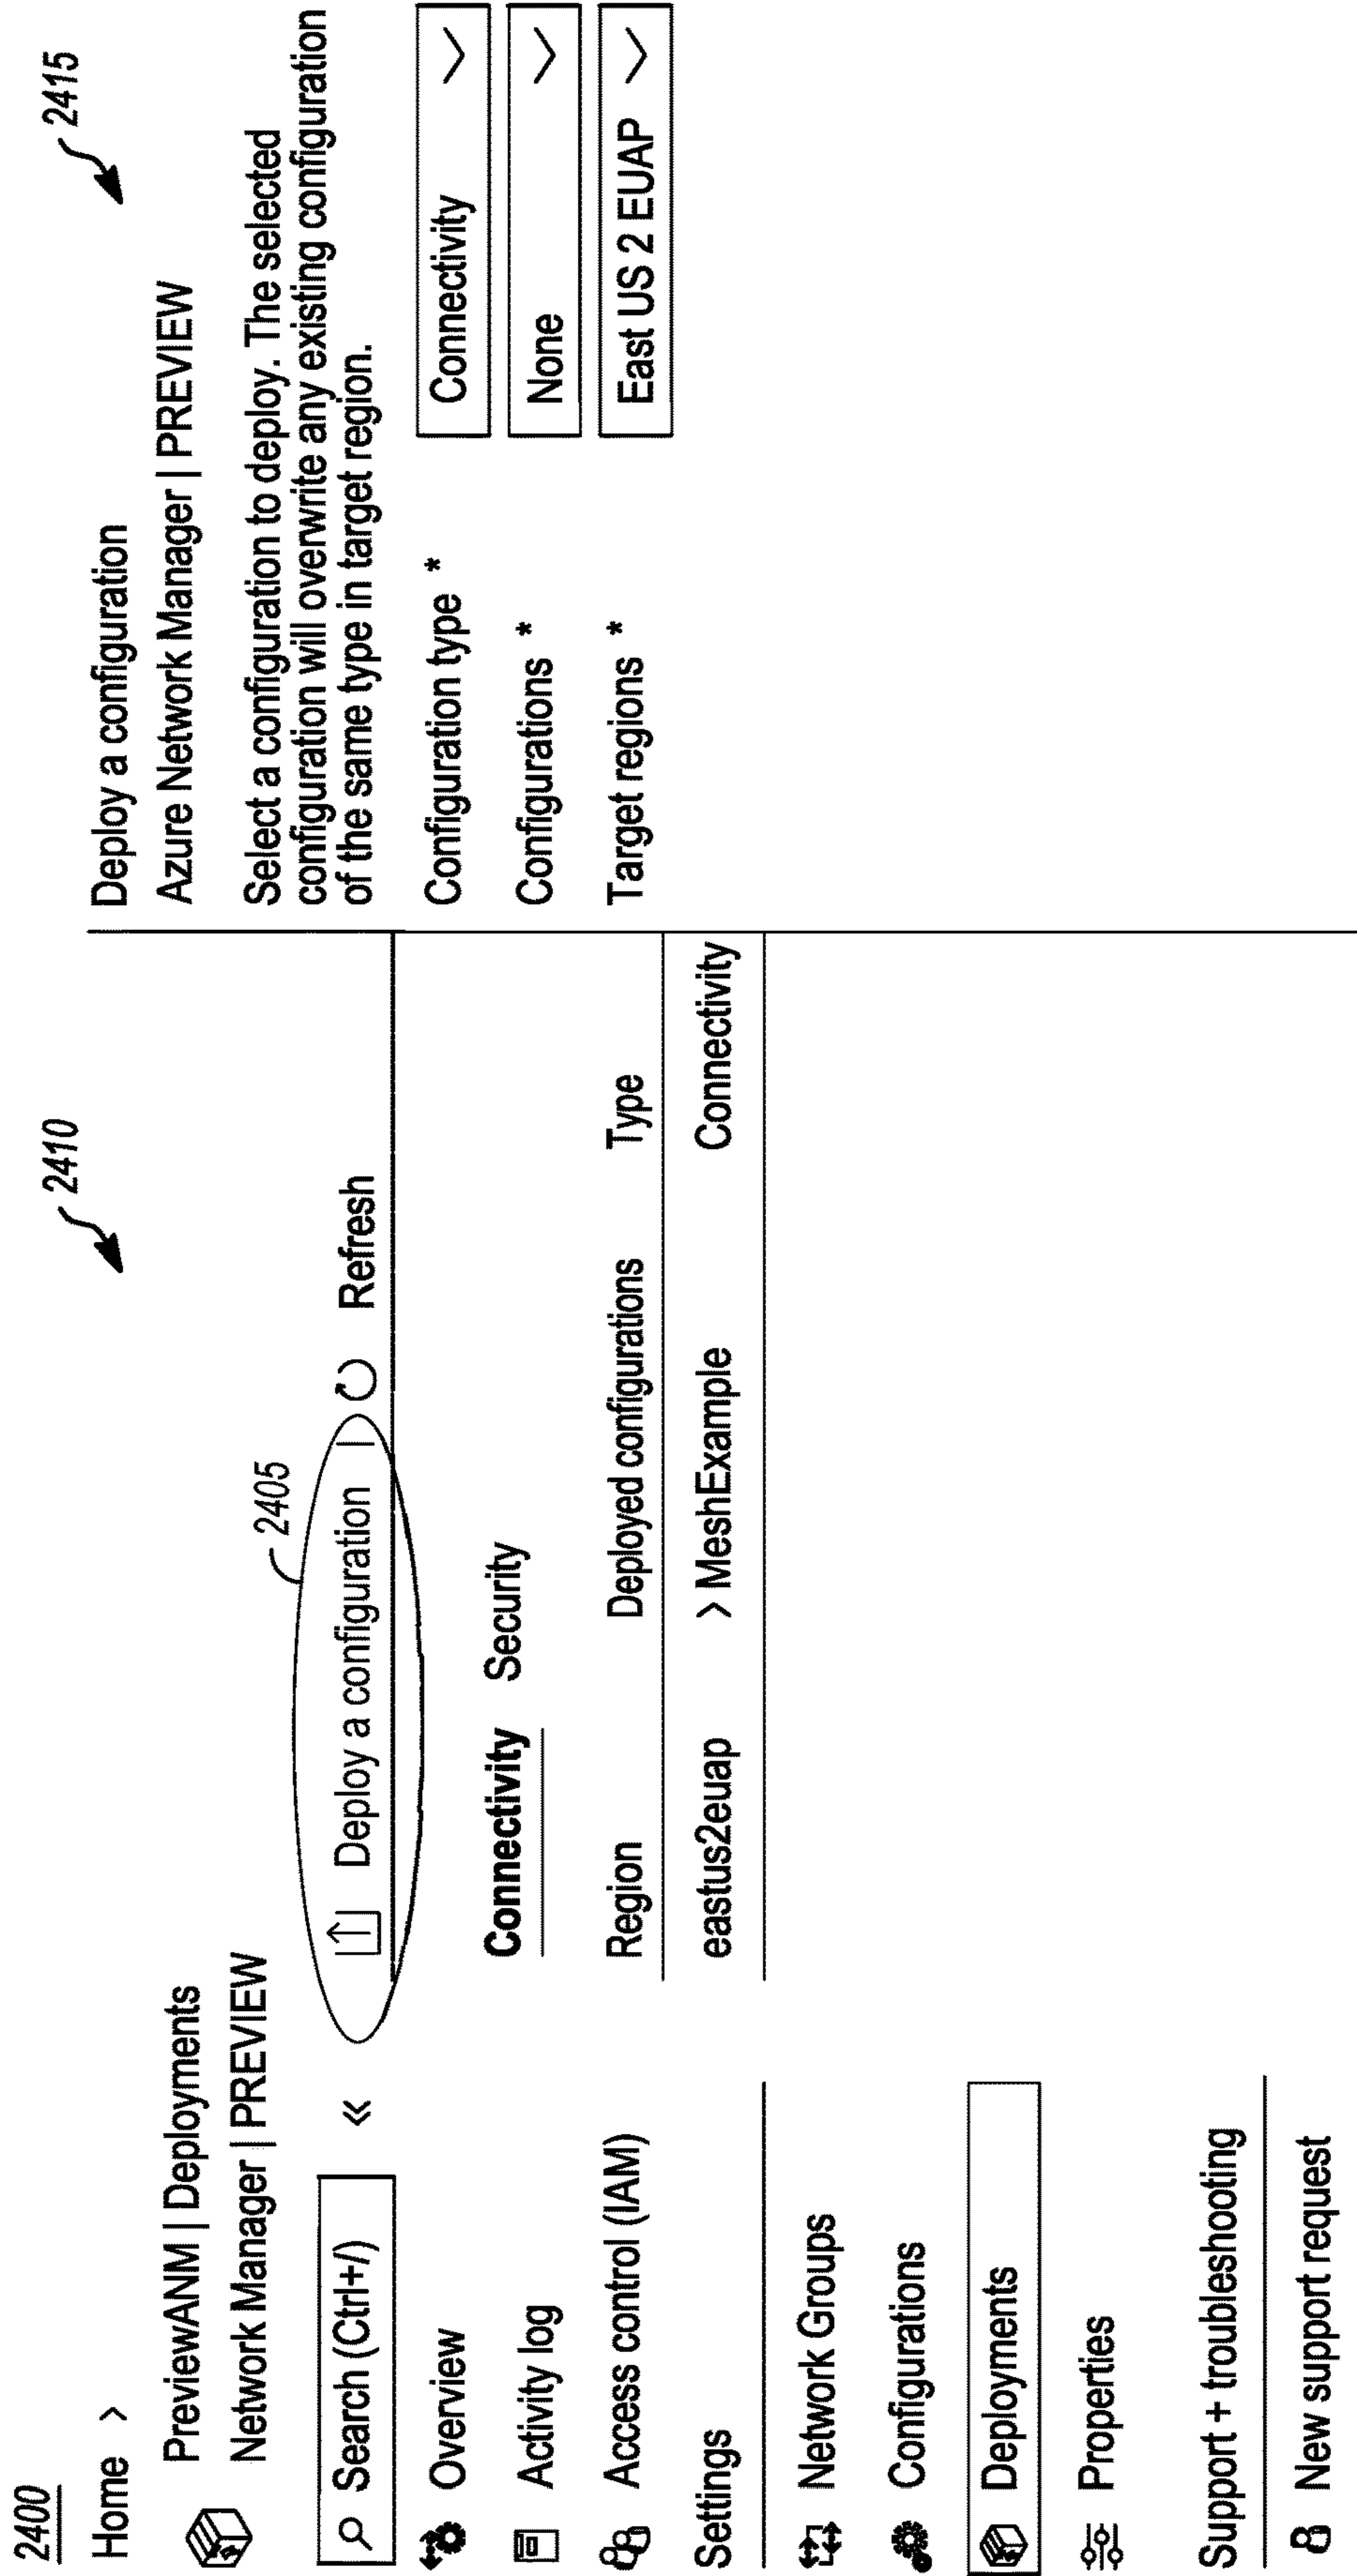 2400
2410
2415
Home >
PreviewANM | Deployments
Network Manager | PREVIEW
Search (Ctrl+/) «
Overview
Activity log
Access control (IAM)
Settings
Network Groups
Configurations
Deployments
Properties
Support + troubleshooting
New support request
2405
Deploy a configuration | Refresh
Connectivity Security
Region Deployed configurations Type
eastus2euap > MeshExample Connectivity
Deploy a configuration
Azure Network Manager | PREVIEW
Select a configuration to deploy. The selected
configuration will overwrite any existing configuration
of the same type in target region.
Configuration type * Connectivity
Configurations * None
Target regions * East US 2 EUAP